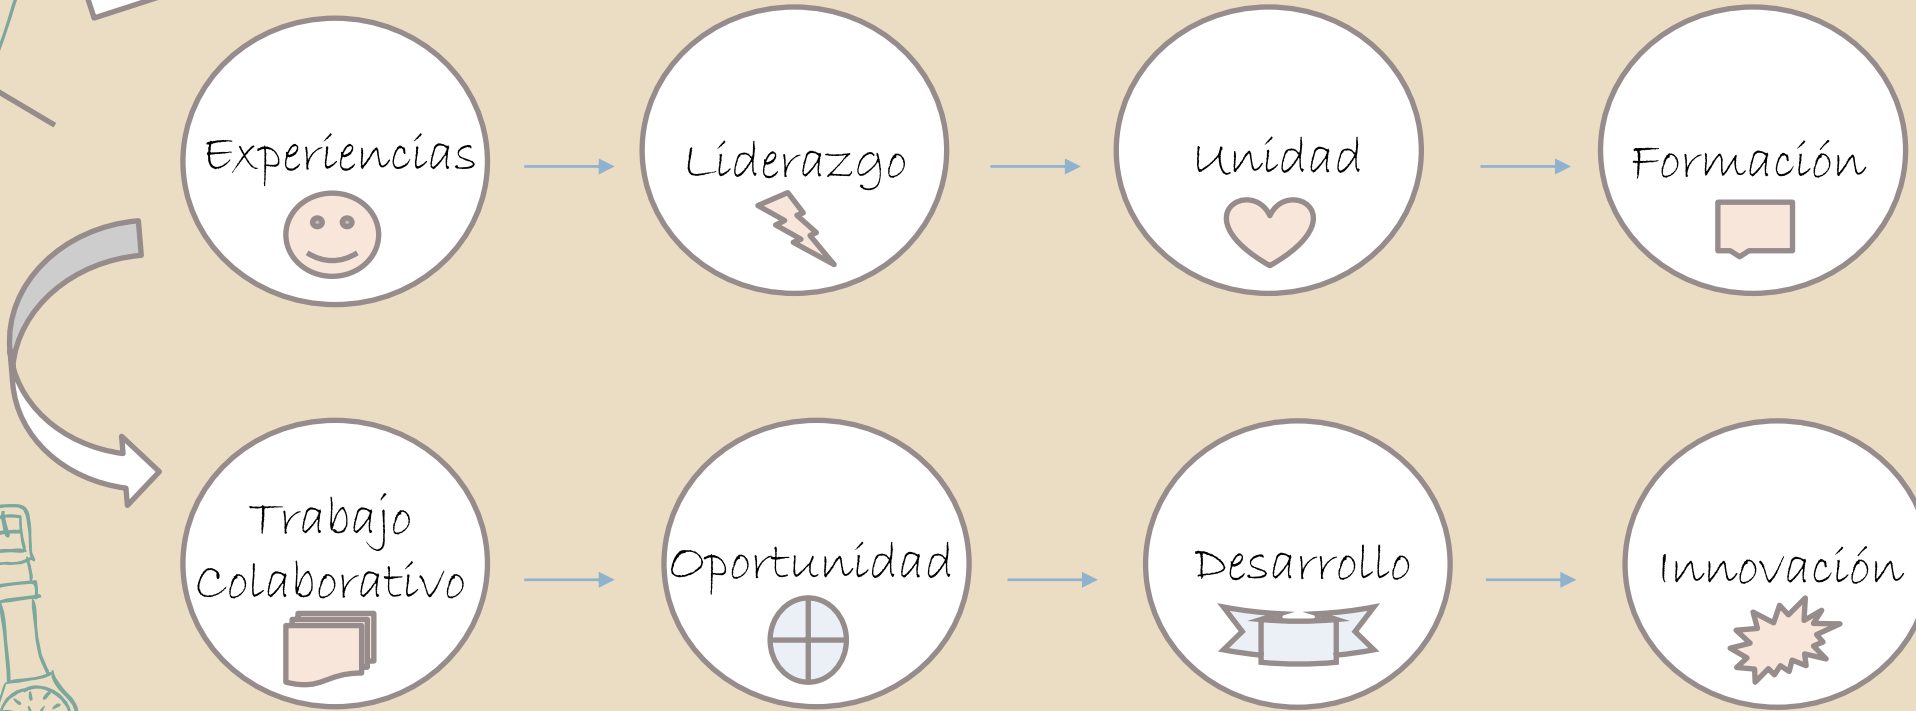 Experiencias
Liderazgo
Unidad
Formación
Trabajo
Colaborativo
Oportunidad
Desarrollo
Innovación